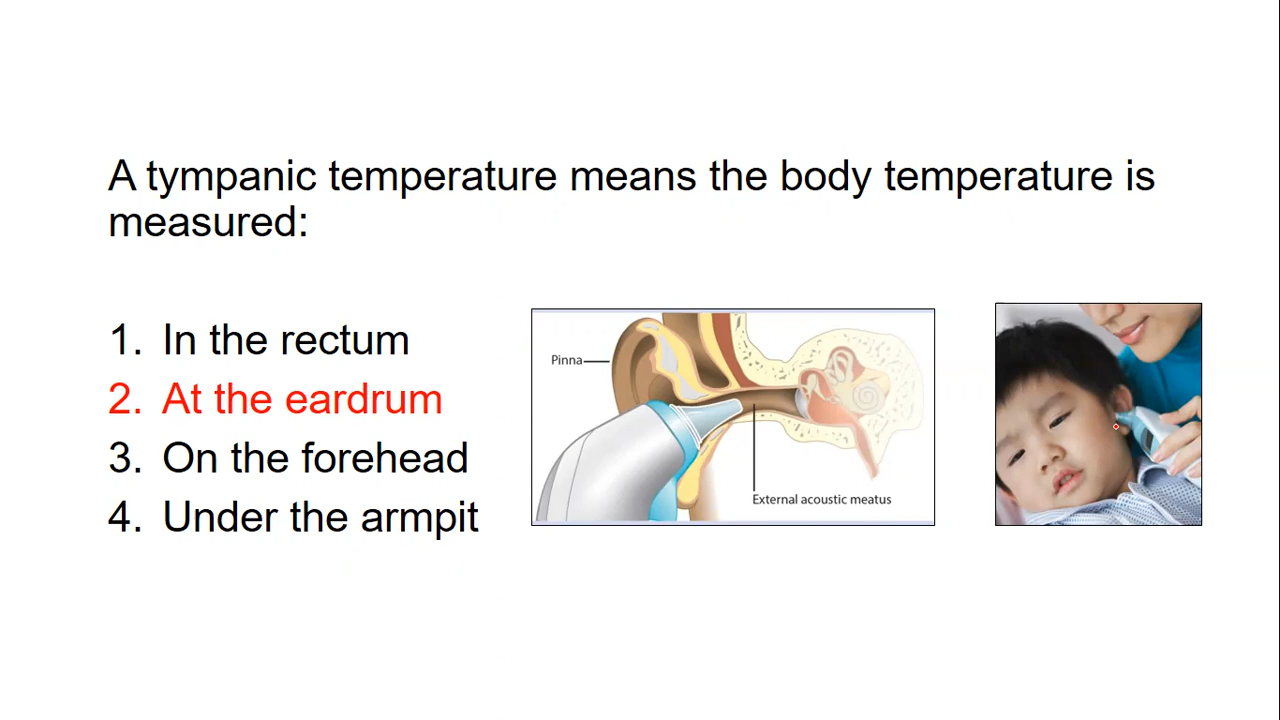 A tympanic temperature means the body temperature is
measured:
1. In the rectum
2. At the eardrum
3. On the forehead
4. Under the armpit
Pinna
External acoustic meatus